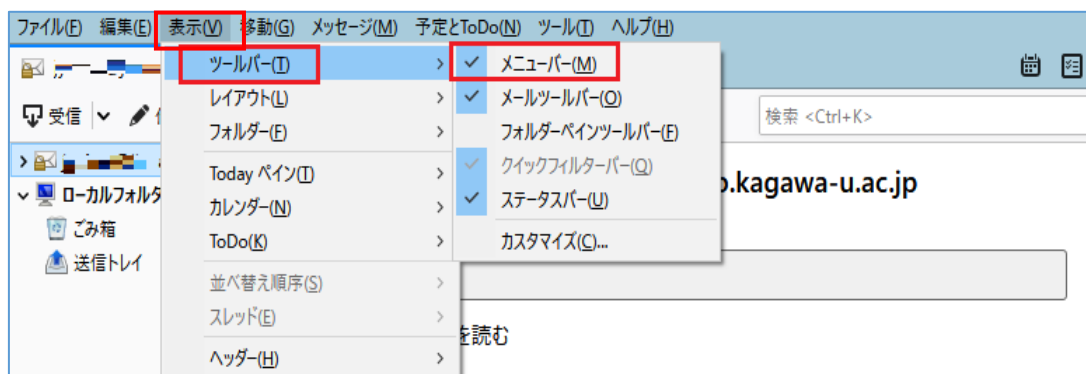 ファイル(F) 編集(E) 表示(V) 移動(G) メッセージ(M) 予定とToDo(N) ツール(T) ヘルプ(H)
ツールバー(T)
メニューバー(M)
レイアウト(L)
メールツールバー(O)
受信
検索 <Ctrl+K>
フォルダー(F)
フォルダーペインツールバー(F)
Today ペイン(T)
クイックフィルターバー(Q)
.kagawa-u.ac.jp
ローカルフォルダ
カレンダー(N)
ステータスバー(U)
ごみ箱
ToDo(K)
カスタマイズ(C)...
送信トレイ
並べ替え順序(S)
スレッド(E)
を読む
ヘッダー(H)